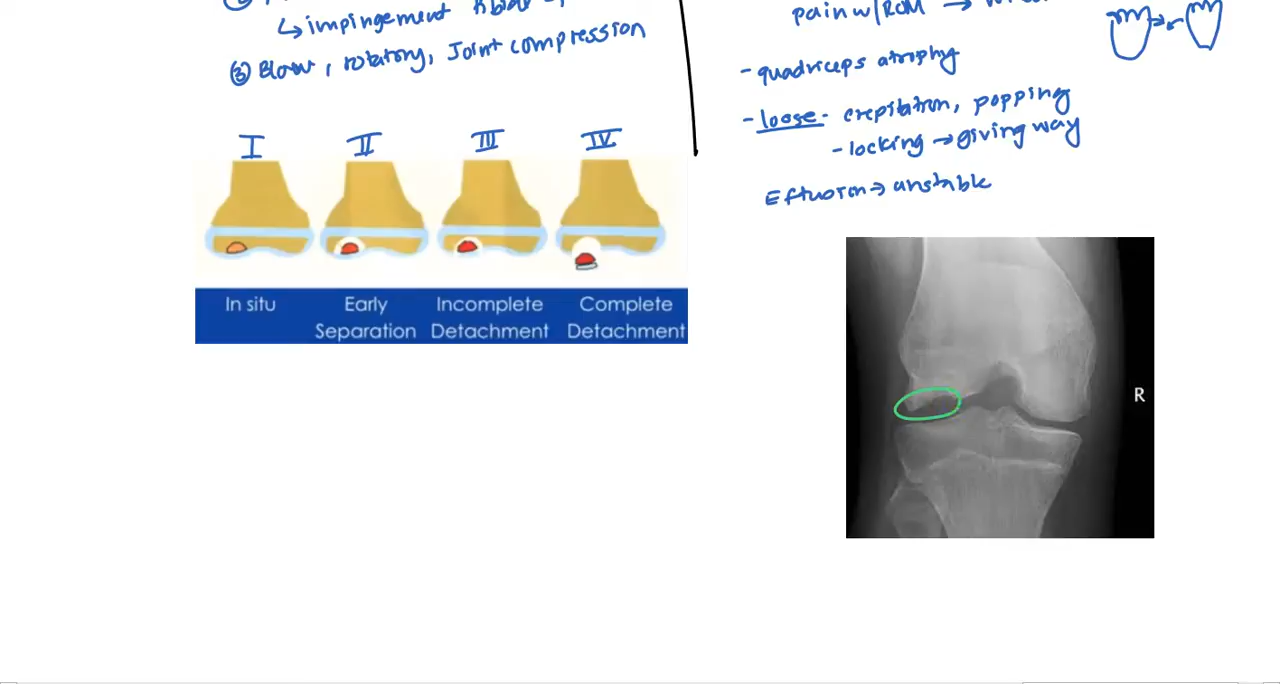 ↳ impingement
③ Blow, rotatory, Joint compression
I II III IV
In situ
Early Separation
Incomplete Detachment
Complete Detachment
pain w/ROM →
- quadriceps atrophy
- loose - crepitation, popping
- locking → giving way
Effusion → unstable
R